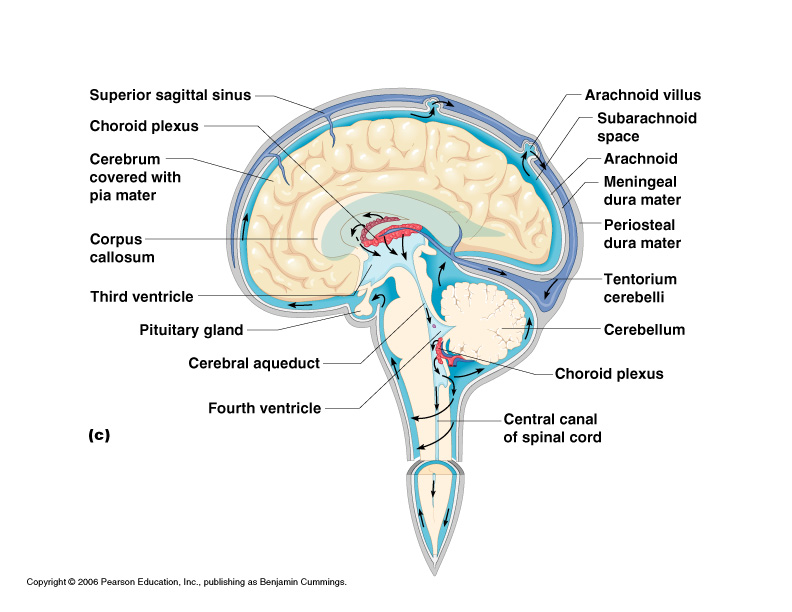 Superior sagittal sinus
Choroid plexus
Cerebrum
covered with
pia mater
Corpus
callosum
Third ventricle
Pituitary gland
Cerebral aqueduct
Fourth ventricle
(c)
Arachnoid villus
Subarachnoid
space
Arachnoid
Meningeal
dura mater
Periosteal
dura mater
Tentorium
cerebelli
Cerebellum
Choroid plexus
Central canal
of spinal cord
Copyright © 2006 Pearson Education, Inc., publishing as Benjamin Cummings.